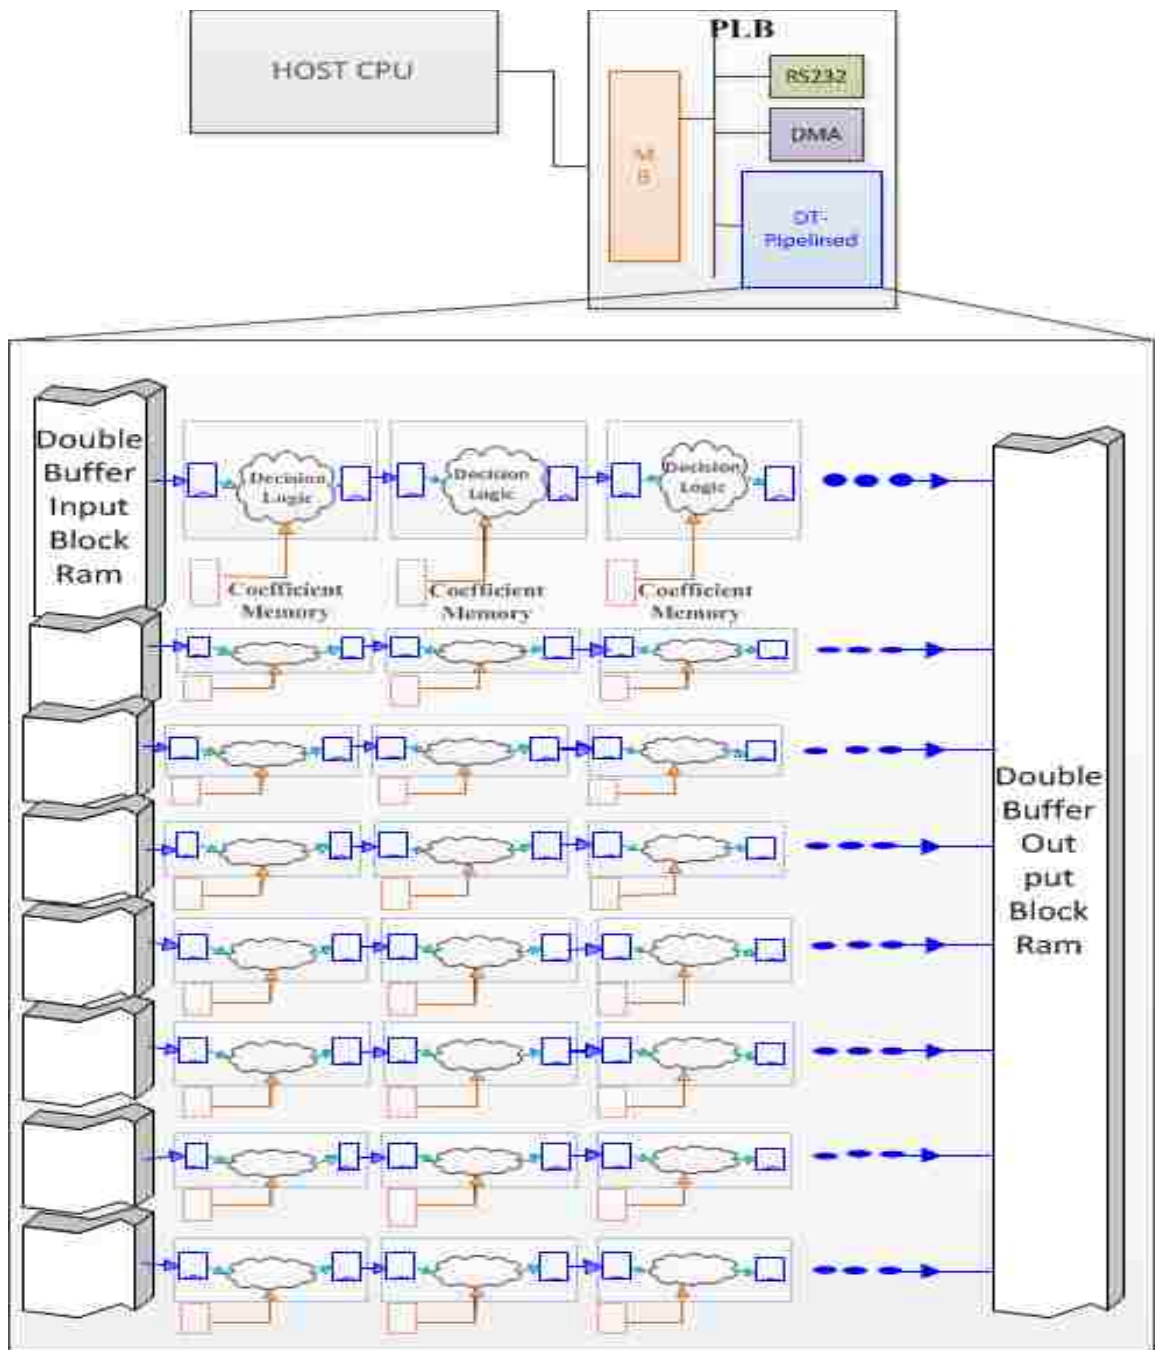 PLB
HOST CPU
RS232
DMA
M
B
DT-
Pipelined
Double
Buffer
Input
Block
Ram
Decision
Logic
Decision
Logic
Decision
Logic
Coefficient
Memory
Coefficient
Memory
Coefficient
Memory
Double
Buffer
Out
put
Block
Ram